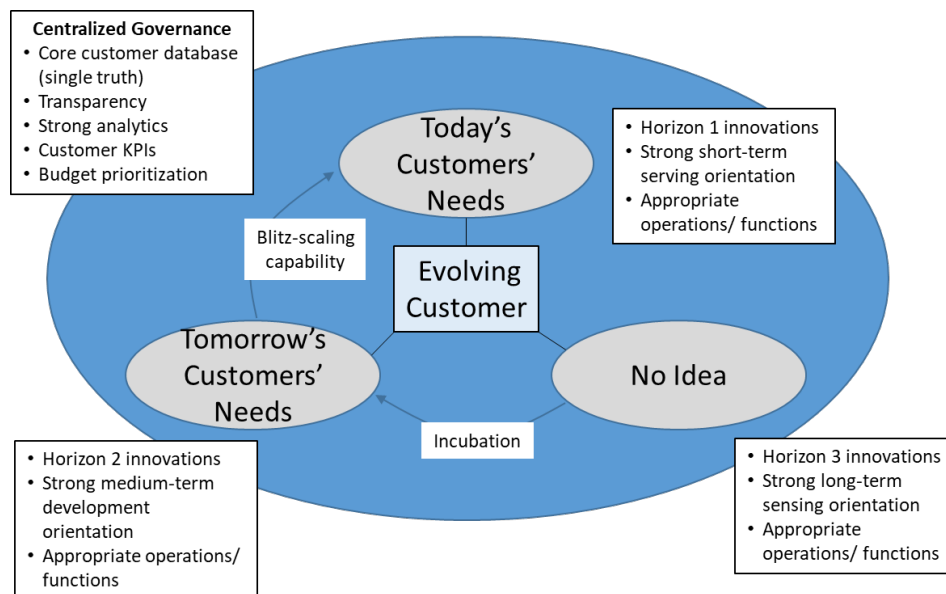 Centralized Governance
• Core customer database
(single truth)
• Transparency
• Strong analytics
• Customer KPIs
• Budget prioritization
Today's
Customers'
Needs
• Horizon 1 innovations
• Strong short-term
serving orientation
• Appropriate
operations/ functions
Blitz-scaling
capability
Evolving
Customer
Tomorrow's
Customers'
Needs
No Idea
Incubation
• Horizon 2 innovations
• Strong medium-term
development
orientation
• Appropriate operations/
functions
• Horizon 3 innovations
• Strong long-term
sensing orientation
• Appropriate
operations/ functions